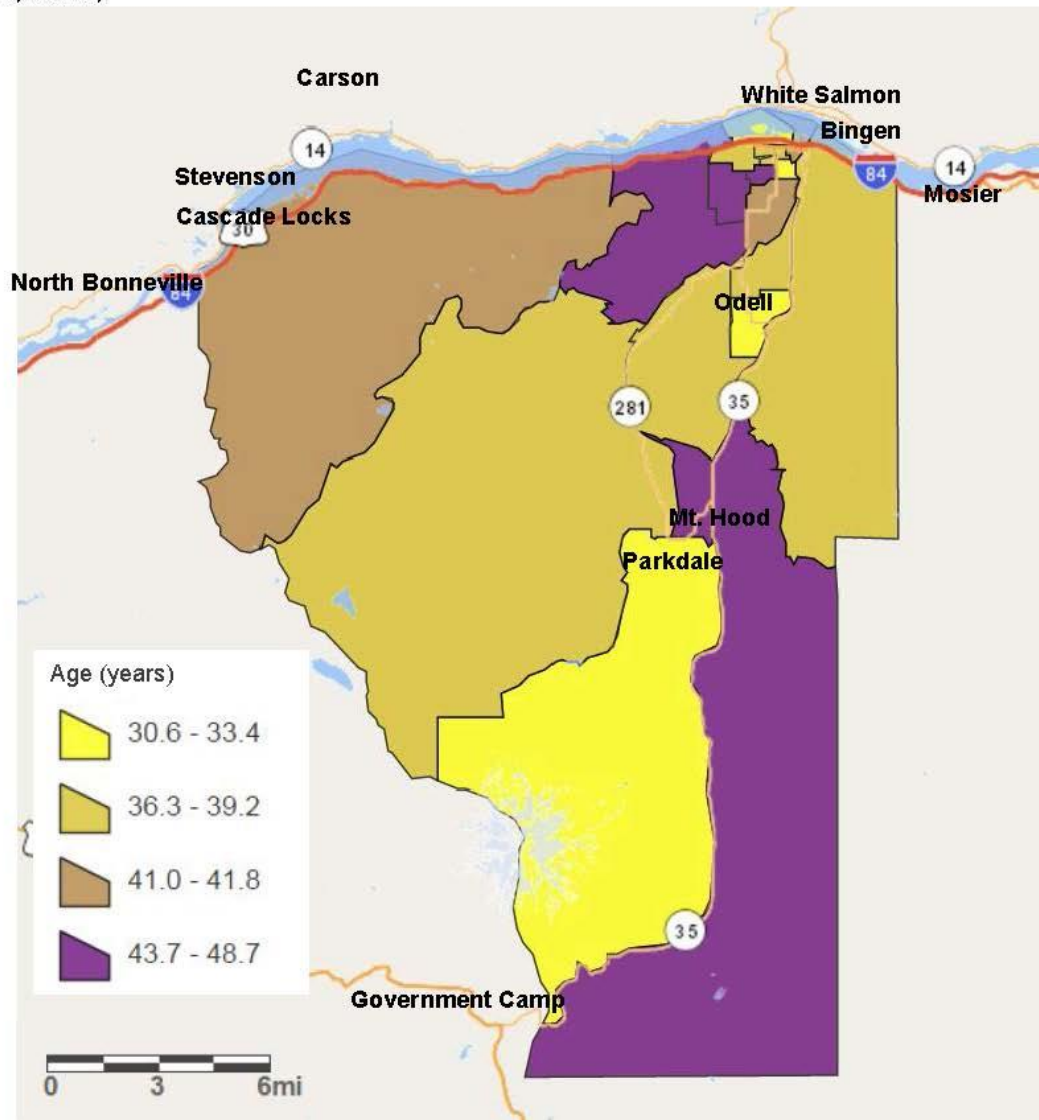 Carson
White Salmon
Bingen
14
84
14
Stevenson
Mosier
Cascade Locks
30
North Bonneville
84
Odell
281
35
Mt. Hood
Parkdale
Age (years)
30.6 - 33.4
36.3 - 39.2
41.0 - 41.8
43.7 - 48.7
35
Government Camp
0 3 6mi